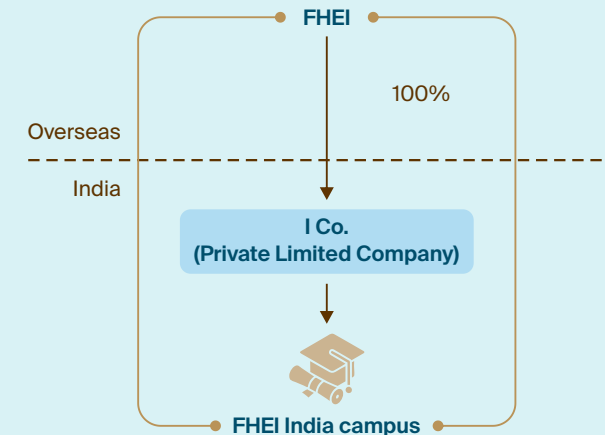 FHEI
100%
Overseas
India
I Co.
(Private Limited Company)
FHEI India campus